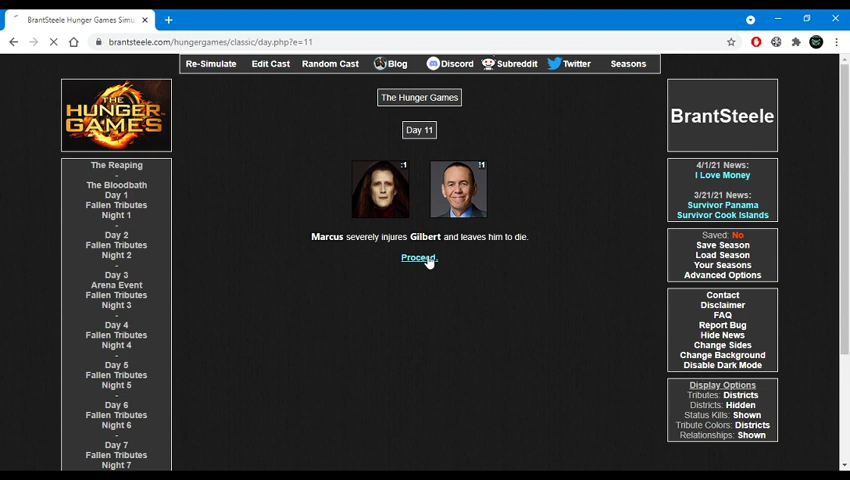 BrantSteele Hunger Games Simu
brantsteele.com/hungergames/classic/day.php?e=11
Re-Simulate Edit Cast Random Cast Blog Discord Subreddit Twitter Seasons
THE
HUNGER
GAMES
The Reaping
-
The Bloodbath
Day 1
Fallen Tributes
Night 1
-
Day 2
Fallen Tributes
Night 2
-
Day 3
Arena Event
Fallen Tributes
Night 3
-
Day 4
Fallen Tributes
Night 4
-
Day 5
Fallen Tributes
Night 5
-
Day 6
Fallen Tributes
Night 6
-
Day 7
Fallen Tributes
Night 7
The Hunger Games
Day 11
Marcus severely injures Gilbert and leaves him to die.
Proceed.
BrantSteele
4/1/21 News:
I Love Money
3/21/21 News:
Survivor Panama
Survivor Cook Islands
Saved: No
Save Season
Load Season
Your Seasons
Advanced Options
Contact
Disclaimer
FAQ
Report Bug
Hide News
Change Sides
Change Background
Disable Dark Mode
Display Options
Tributes: Districts
Districts: Hidden
Status Kills: Shown
Tribute Colors: Districts
Relationships: Shown